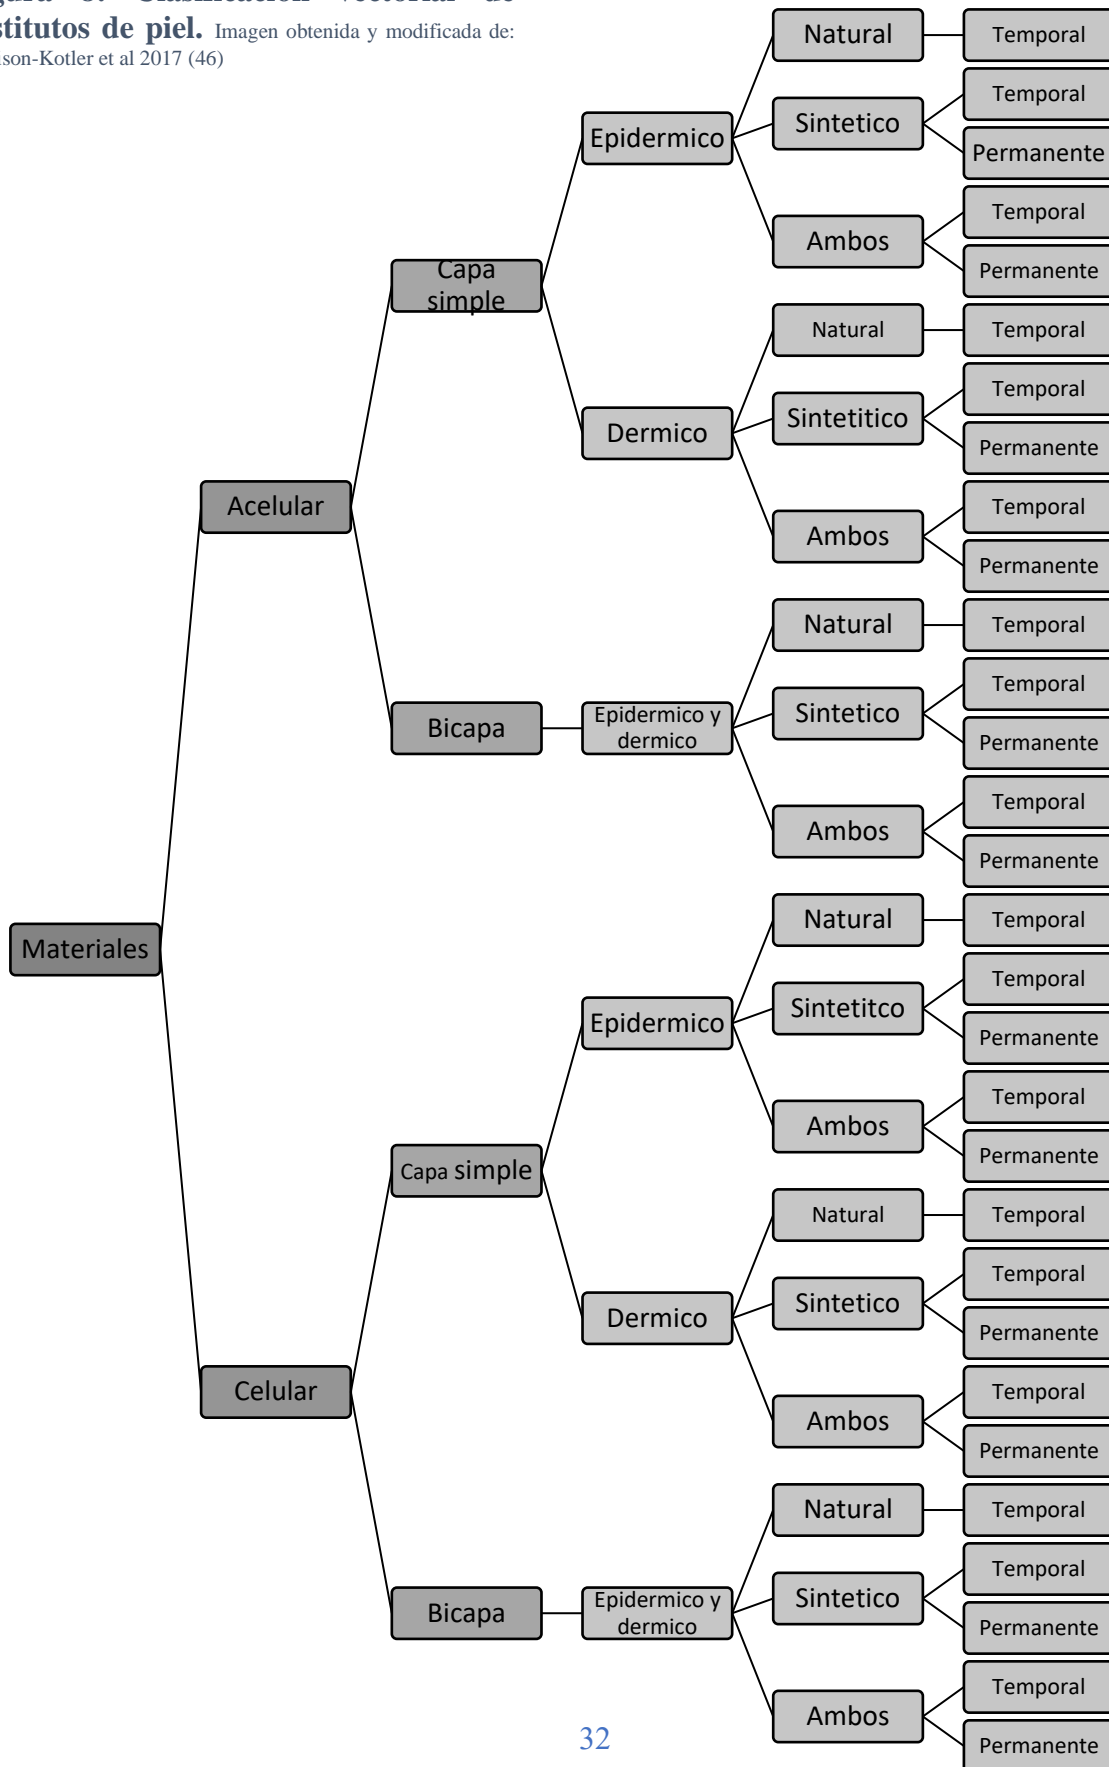 Clasificación vectorial de
de piel. Imagen obtenida y modificada de:
et al 2017 (46)
Materiales
Acelular
Capa
simple
Epidermico
Natural
Temporal
Sintetico
Temporal
Permanente
Ambos
Temporal
Permanente
Dermico
Natural
Temporal
Sintetitico
Temporal
Permanente
Ambos
Temporal
Permanente
Bicapa
Epidermico y
dermico
Natural
Temporal
Sintetico
Temporal
Permanente
Ambos
Temporal
Permanente
Celular
Capa simple
Epidermico
Natural
Temporal
Sintetitco
Temporal
Permanente
Ambos
Temporal
Permanente
Dermico
Natural
Temporal
Sintetico
Temporal
Permanente
Ambos
Temporal
Permanente
Bicapa
Epidermico y
dermico
Natural
Temporal
Sintetico
Temporal
Permanente
Ambos
Temporal
Permanente
32